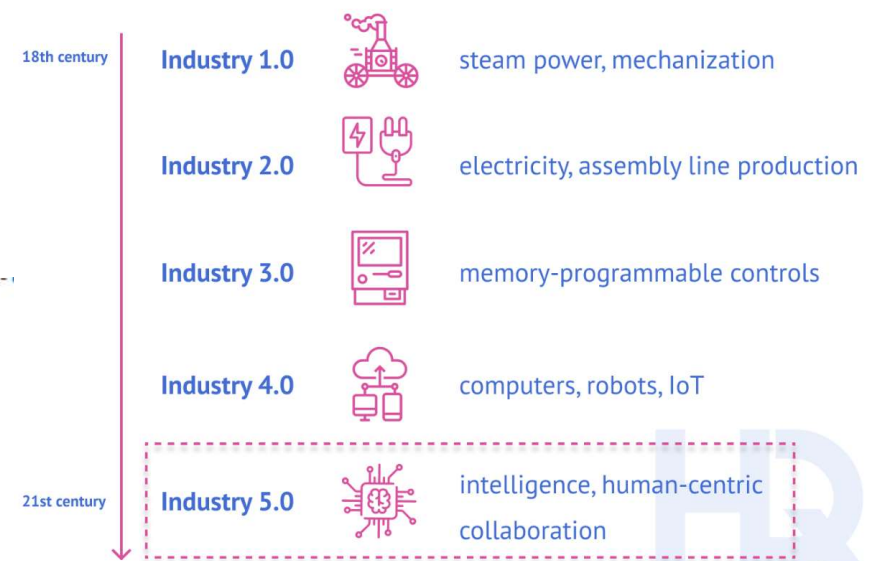 18th century
Industry 1.0
steam power, mechanization
Industry 2.0
electricity, assembly line production
Industry 3.0
memory-programmable controls
Industry 4.0
computers, robots, IoT
21st century
Industry 5.0
intelligence, human-centric
collaboration